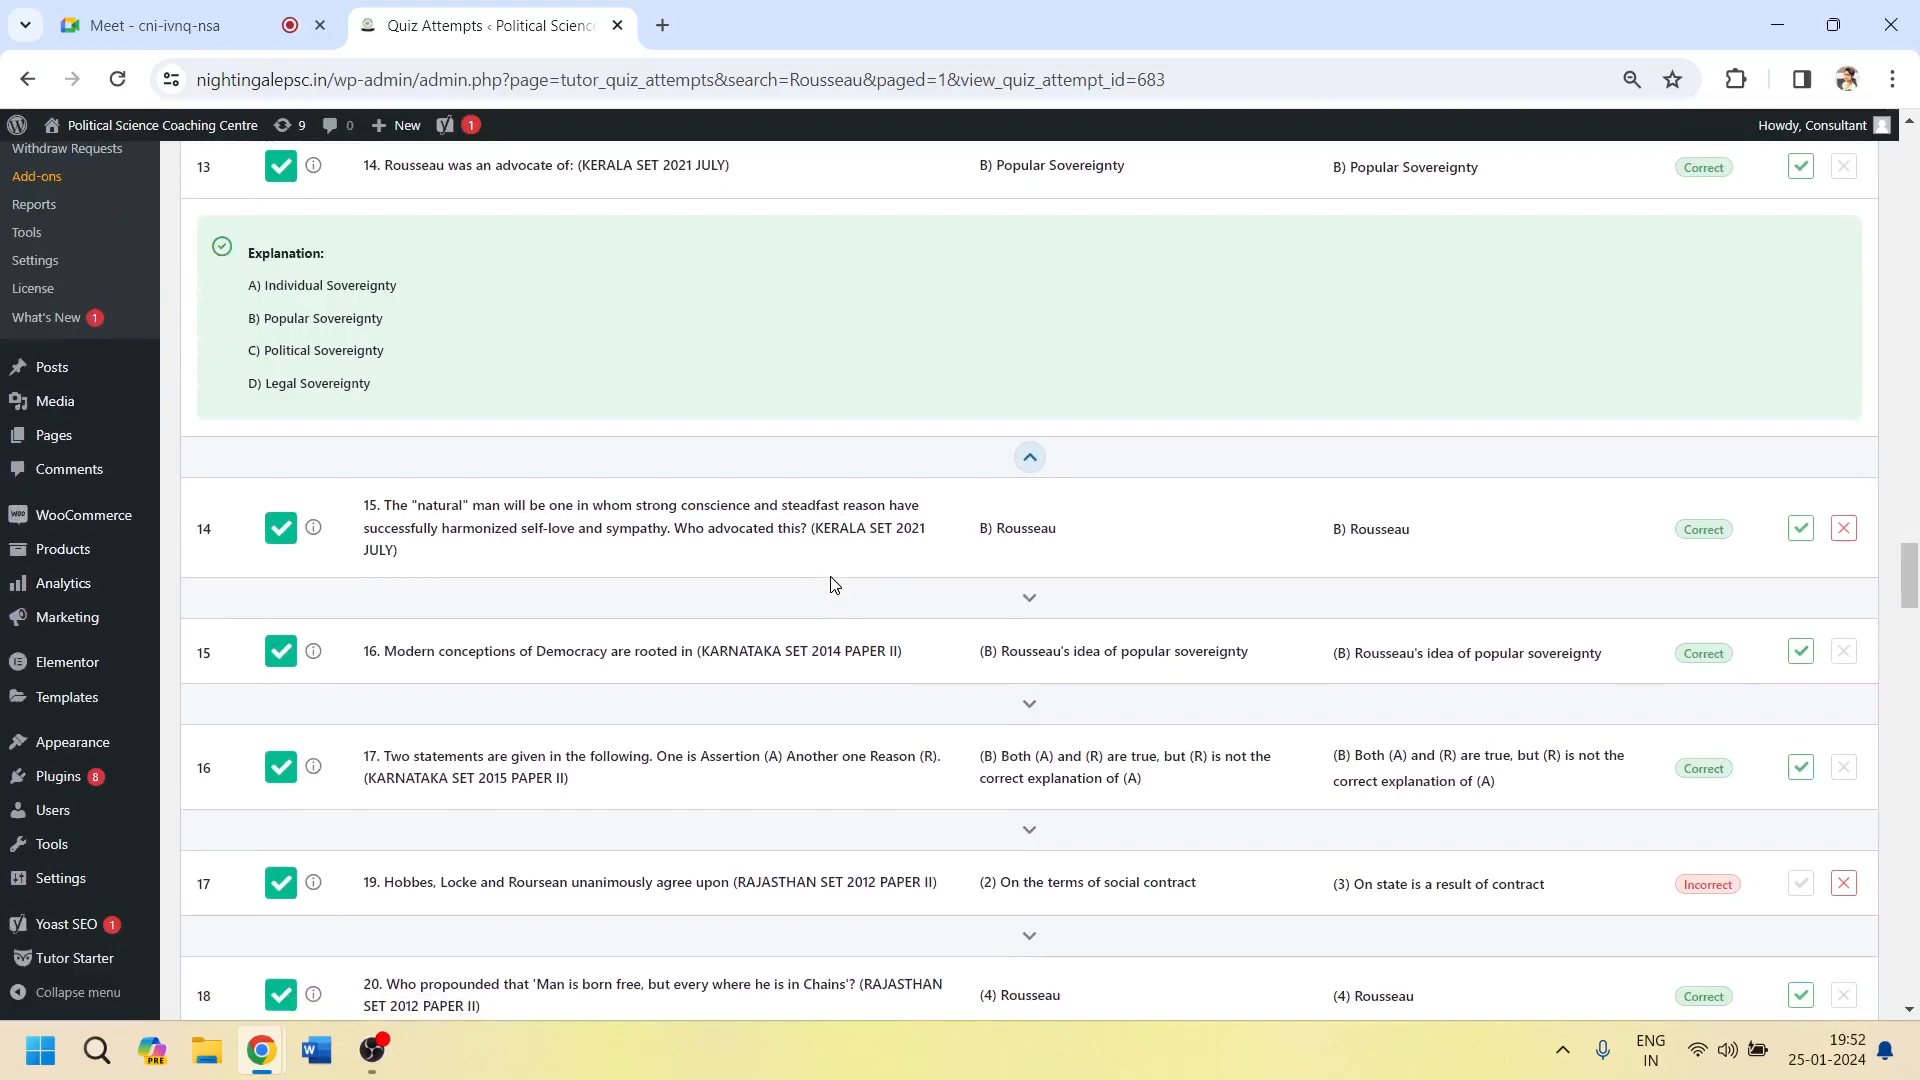 Meet - cni-ivnq-nsa
Quiz Attempts ‹ Political Science
nightingalepsc.in/wp-admin/admin.php?page=tutor_quiz_attempts&search=Rousseau&paged=1&view_quiz_attempt_id=683
Political Science Coaching Centre 9 0 New 1
Howdy, Consultant
Withdraw Requests
Add-ons
Reports
Tools
Settings
License
What's New 1
Posts
Media
Pages
Comments
WooCommerce
Products
Analytics
Marketing
Elementor
Templates
Appearance
Plugins 8
Users
Tools
Settings
Yoast SEO 1
Tutor Starter
Collapse menu
13 14. Rousseau was an advocate of: (KERALA SET 2021 JULY) B) Popular Sovereignty B) Popular Sovereignty Correct
Explanation:
A) Individual Sovereignty
B) Popular Sovereignty
C) Political Sovereignty
D) Legal Sovereignty
14 15. The "natural" man will be one in whom strong conscience and steadfast reason have
successfully harmonized self-love and sympathy. Who advocated this? (KERALA SET 2021
JULY)
B) Rousseau B) Rousseau Correct
15 16. Modern conceptions of Democracy are rooted in (KARNATAKA SET 2014 PAPER II) (B) Rousseau's idea of popular sovereignty (B) Rousseau's idea of popular sovereignty Correct
16 17. Two statements are given in the following. One is Assertion (A) Another one Reason (R).
(KARNATAKA SET 2015 PAPER II)
(B) Both (A) and (R) are true, but (R) is not the
correct explanation of (A)
(B) Both (A) and (R) are true, but (R) is not the
correct explanation of (A)
Correct
17 19. Hobbes, Locke and Roursean unanimously agree upon (RAJASTHAN SET 2012 PAPER II) (2) On the terms of social contract (3) On state is a result of contract Incorrect
18 20. Who propounded that 'Man is born free, but every where he is in Chains'? (RAJASTHAN
SET 2012 PAPER II)
(4) Rousseau (4) Rousseau Correct
PRE
ENG
IN
19:52
25-01-2024